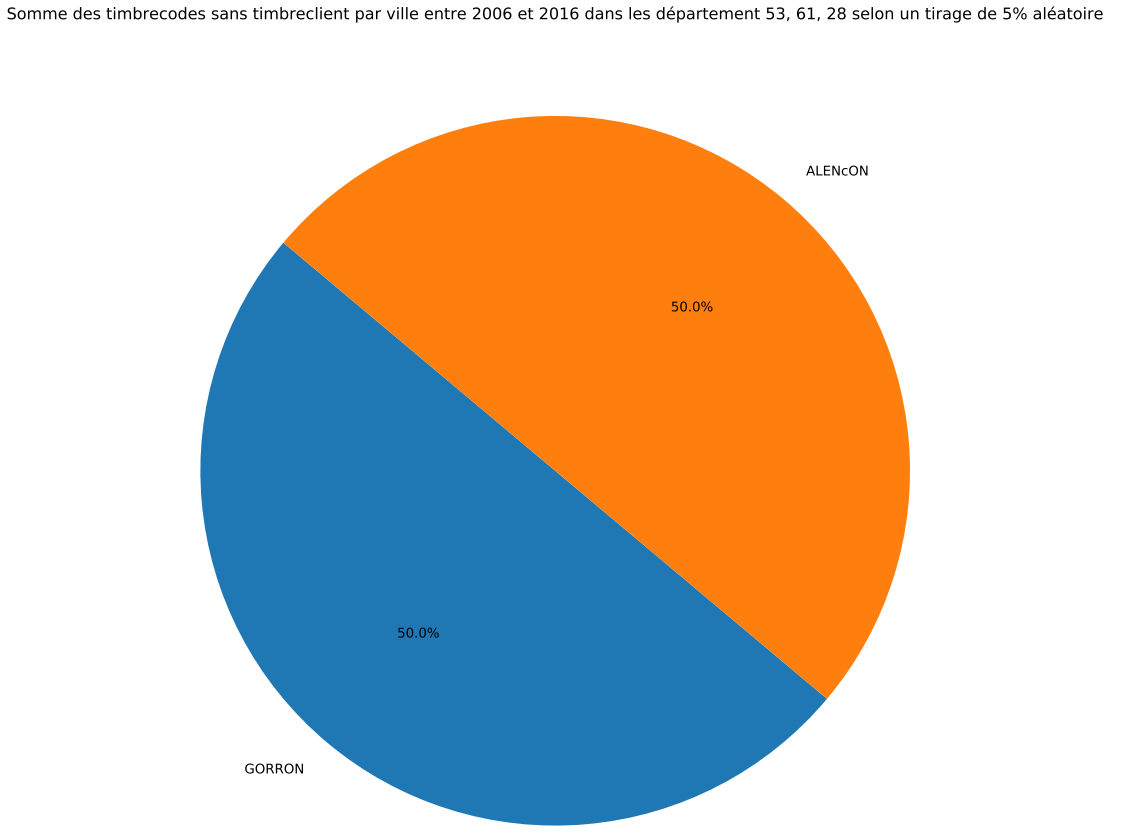 Somme des timbrecodes sans timbreclient par ville entre 2006 et 2016 dans les département 53, 61, 28 selon un tirage de 5% aléatoire
ALENcON
50.0%
50.0%
GORRON